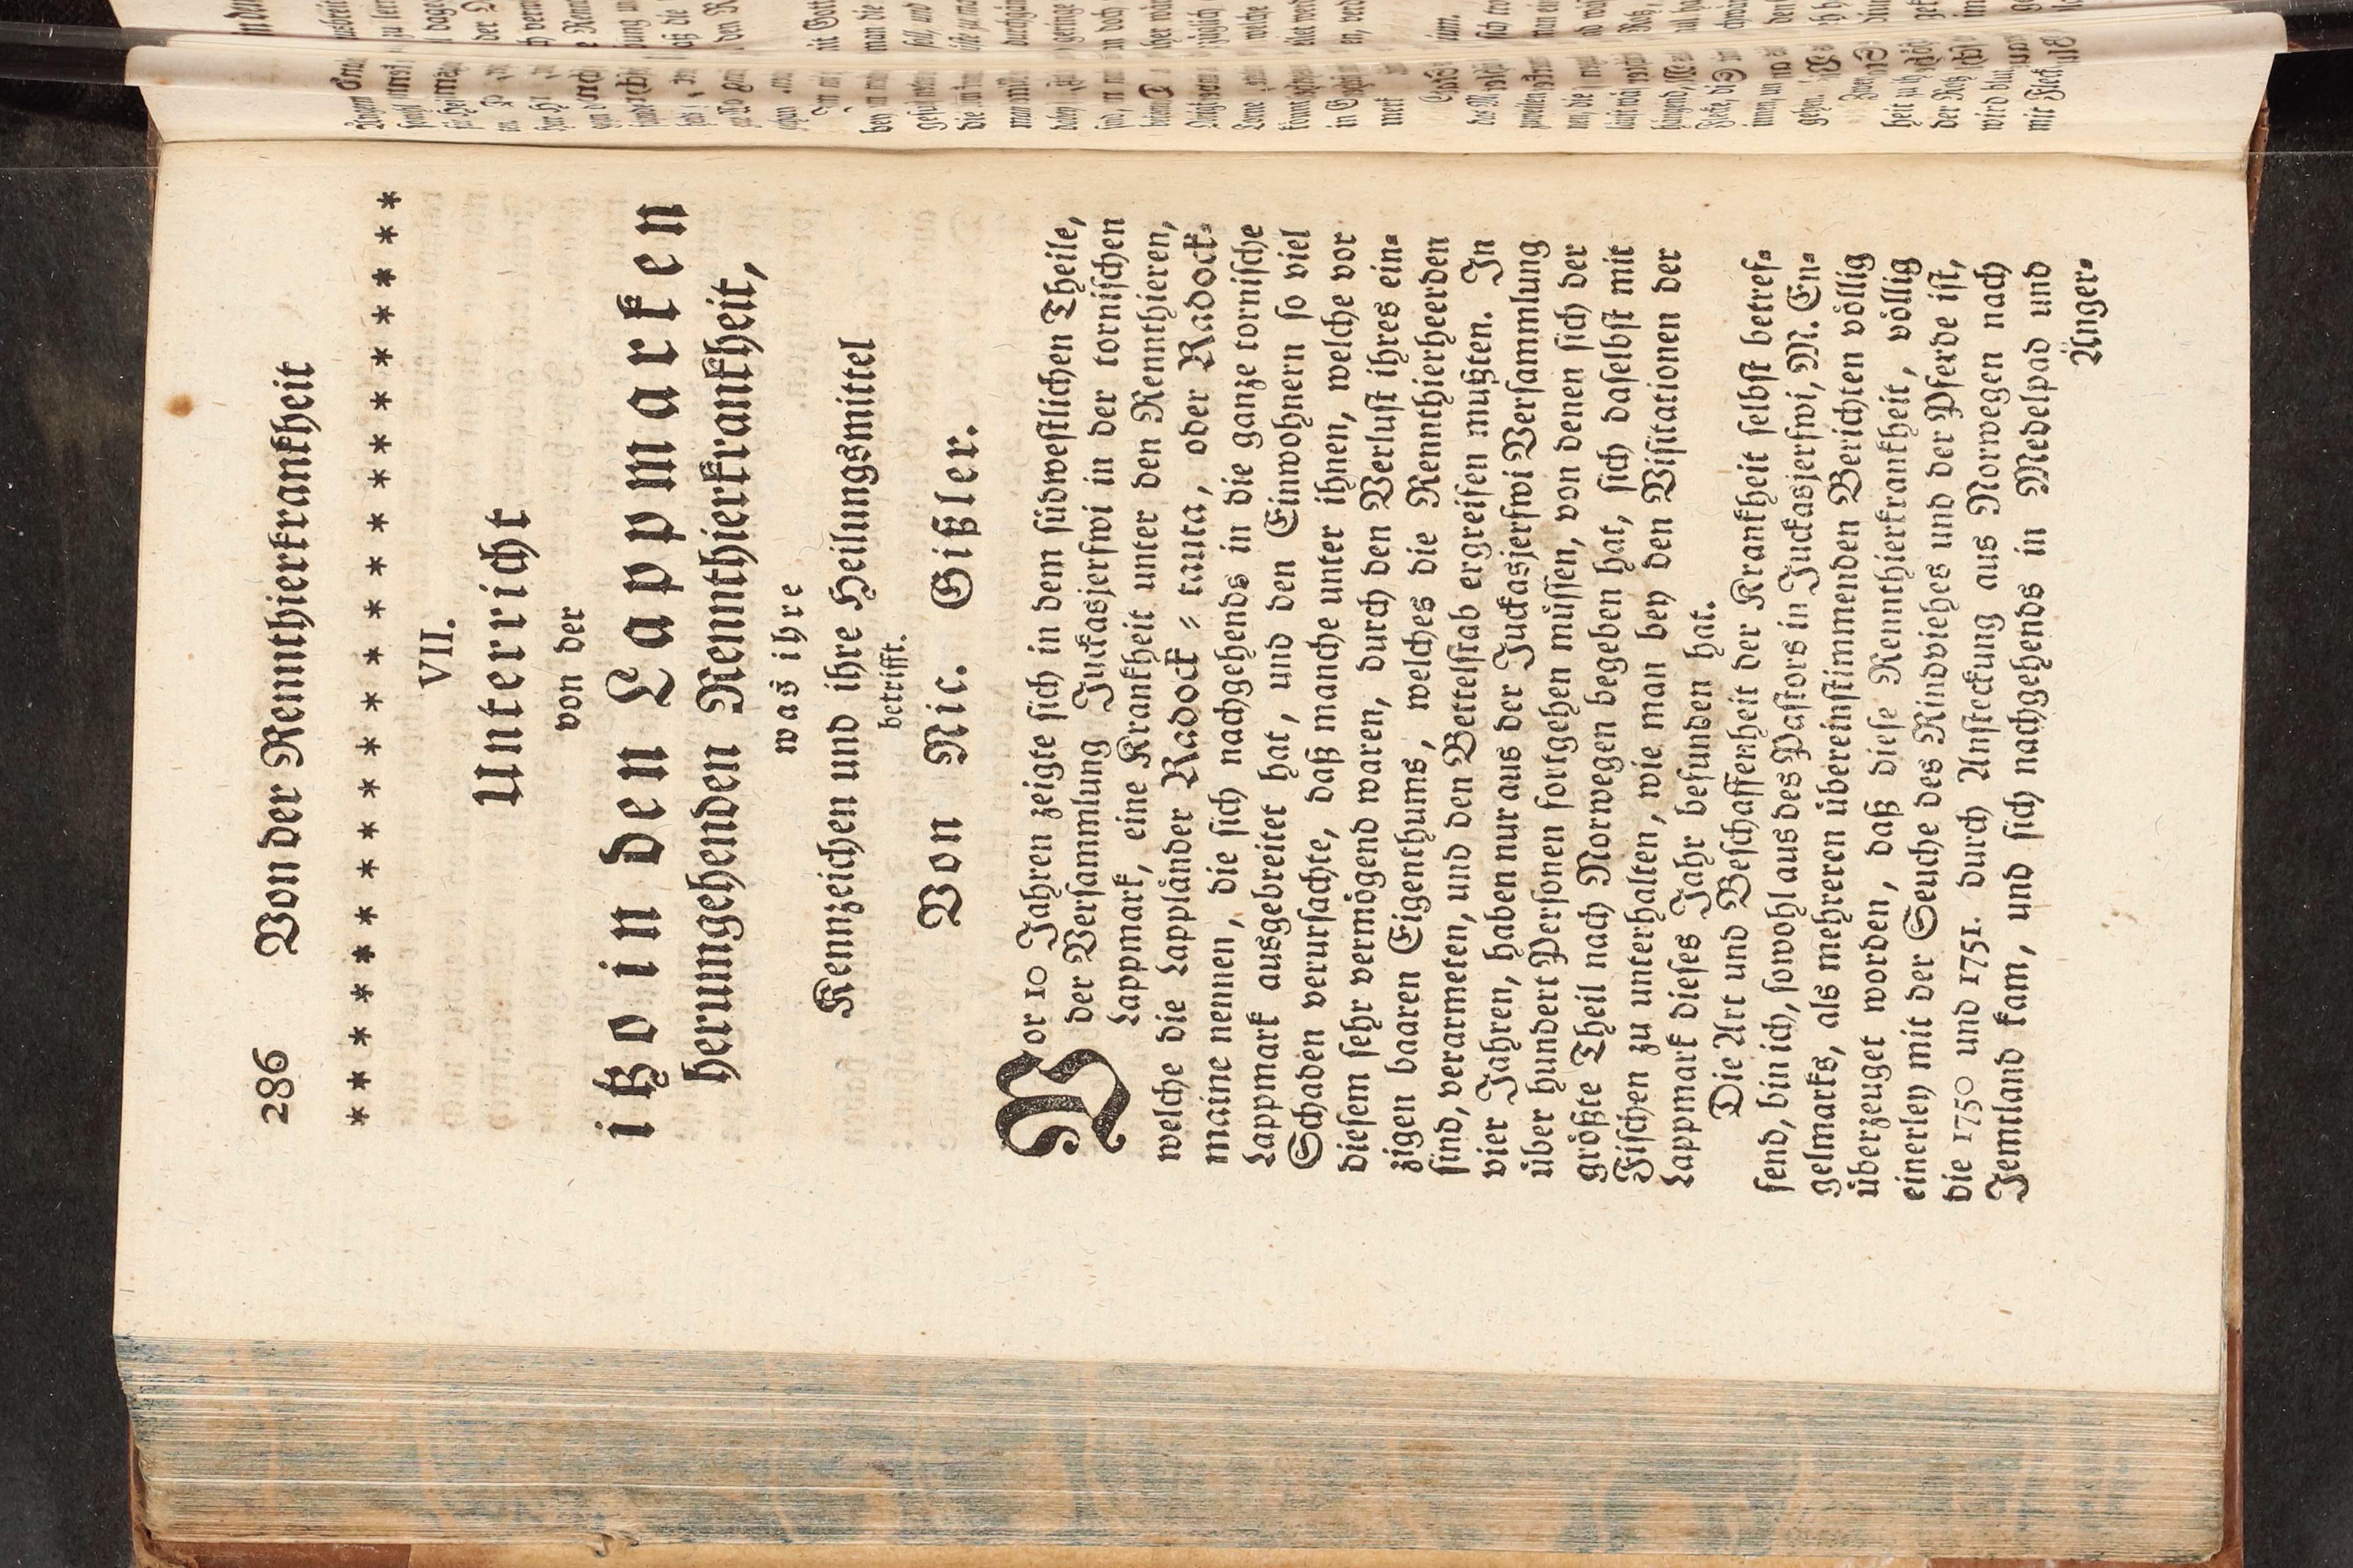 286 Von der Rennthierkrankheit
* * * * * * * * * * * * * * * * * * * * * * *
VII.
Unterricht
von der
itzo in den Lappmarken
herumgehenden Rennthierkrankheit,
was ihre
Kennzeichen und ihre Heilungsmittel
betrifft.
Von Nic. Gißler.
Vor 10 Jahren zeigte sich in dem südwestlichen Theile,
der Versammlung Juckasjerfwi in der tornischen
Lappmark, eine Krankheit unter den Rennthieren,
welche die Lappländer Radock-tauta, oder Radock-
maine nennen, die sich nachgehends in die ganze tornische
Lappmark ausgebreitet hat, und den Einwohnern so viel
Schaden verursachte, daß manche unter ihnen, welche vor
diesem sehr vermögend waren, durch den Verlust ihres ein-
zigen baaren Eigenthums, welches die Rennthierheerden
sind, verarmeten, und den Bettelstab ergreifen mußten. In
vier Jahren, haben nur aus der Juckasjerfwi Versammlung
über hundert Personen fortgehen müssen, von denen sich der
größte Theil nach Norwegen begeben hat, sich daselbst mit
Fischen zu unterhalten, wie man bey den Visitationen der
Lappmark dieses Jahr befunden hat.
Die Art und Beschaffenheit der Krankheit selbst betref-
fend, bin ich, sowohl aus des Pastors in Juckasjerfwi, M. En-
gelmarks, als mehreren übereinstimmenden Berichten völlig
überzeuget worden, daß diese Rennthierkrankheit, völlig
einerley mit der Seuche des Rindviehes und der Pferde ist,
die 1750 und 1751. durch Ansteckung aus Norwegen nach
Jemtland kam, und sich nachgehends in Medelpad und
Änger-